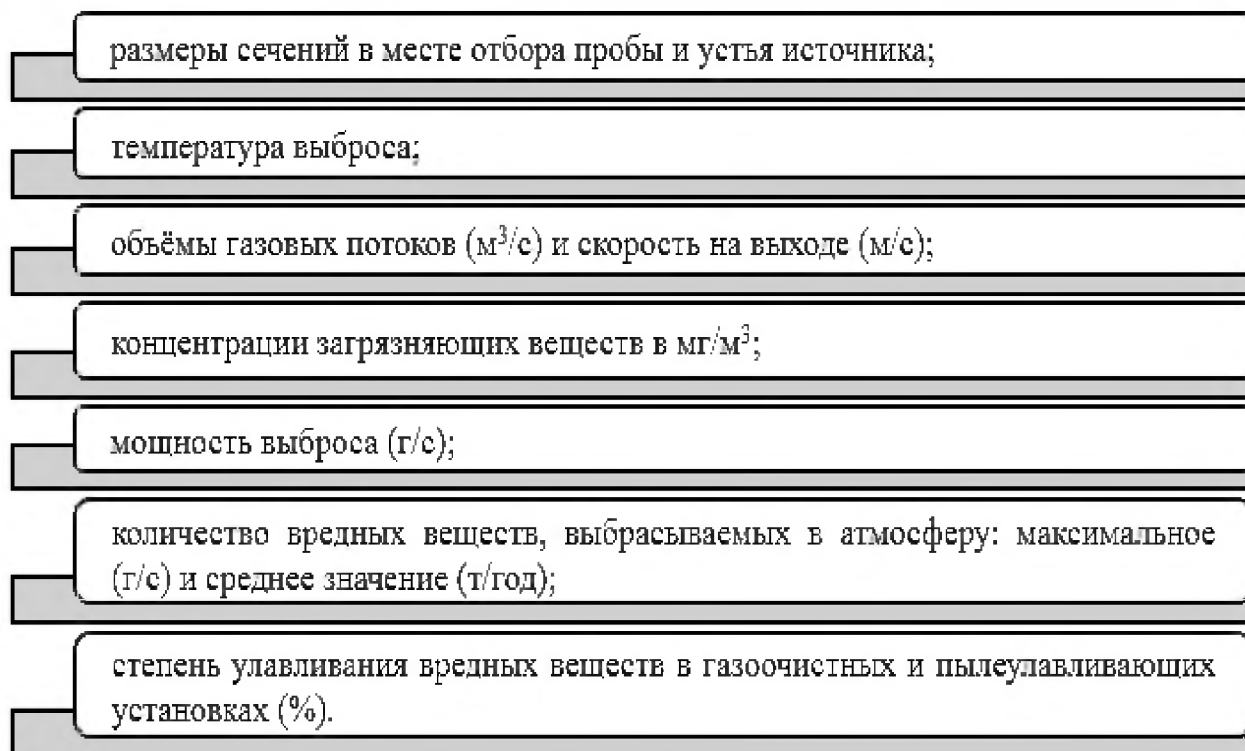 размеры сечений в месте отбора пробы и устья источника;
температура выброса;
объёмы газовых потоков (м³/с) и скорость на выходе (м/с);
концентрации загрязняющих веществ в мг/м³;
мощность выброса (г/с);
количество вредных веществ, выбрасываемых в атмосферу: максимальное
(г/с) и среднее значение (т/год);
степень улавливания вредных веществ в газоочистных и пылеулавливающих
установках (%).